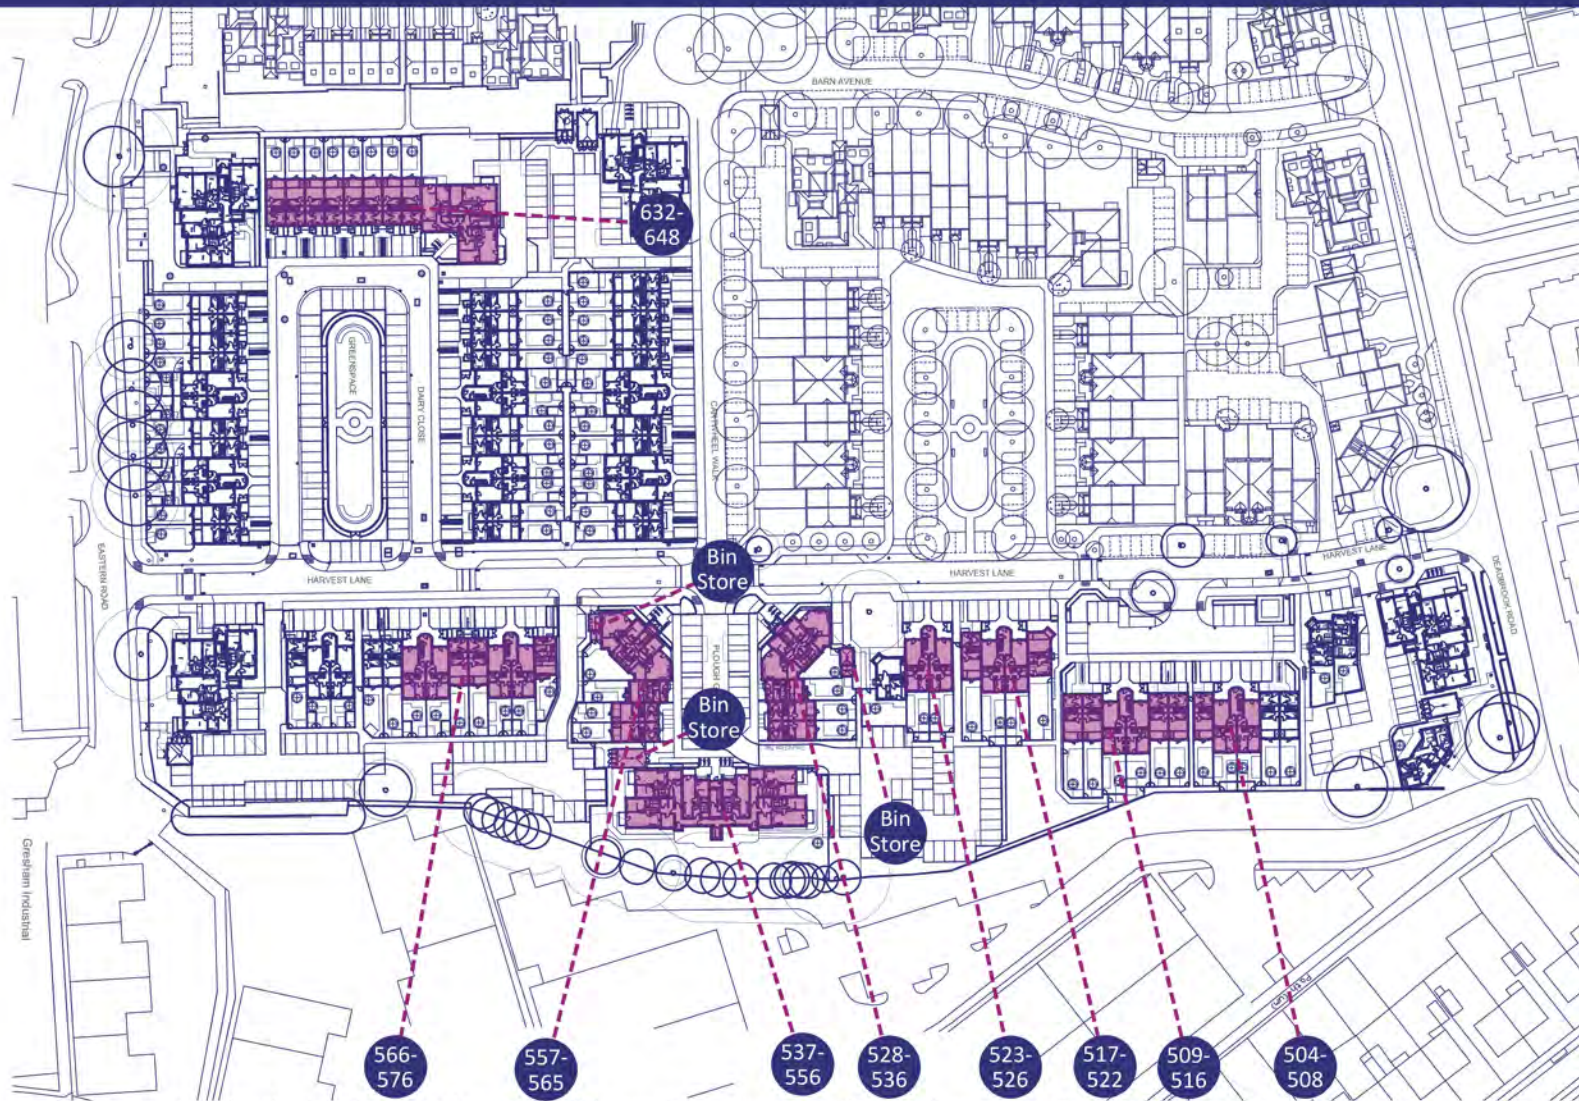 BARN AVENUE
632-
648
GREENSPACE
DAIRY CLOSE
CARTWHEEL WALK
EASTERN ROAD
HARVEST LANE
Bin
Store
HARVEST LANE
HARVEST LANE
DEADBROOK ROAD
PLOUGH
Bin
Store
Bin
Store
Gresham Industrial
Path (um)
566-
576
557-
565
537-
556
528-
536
523-
526
517-
522
509-
516
504-
508